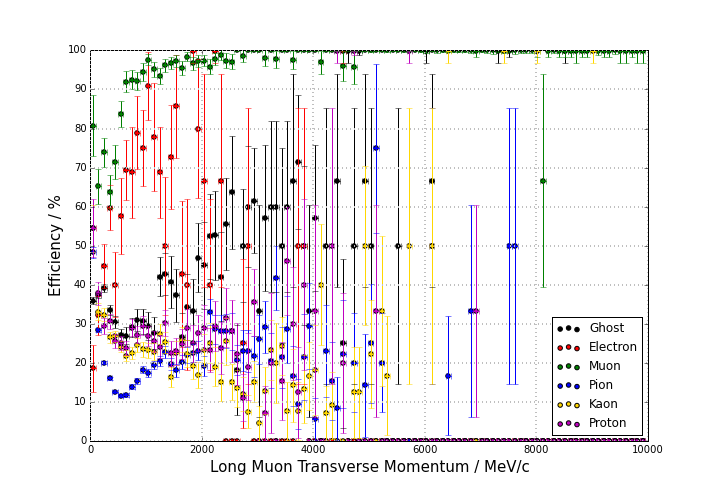 100
90
80
70
60
50
40
30
20
10
0
Efficiency / %
0 2000 4000 6000 8000 10000
Long Muon Transverse Momentum / MeV/c
Ghost
Electron
Muon
Pion
Kaon
Proton